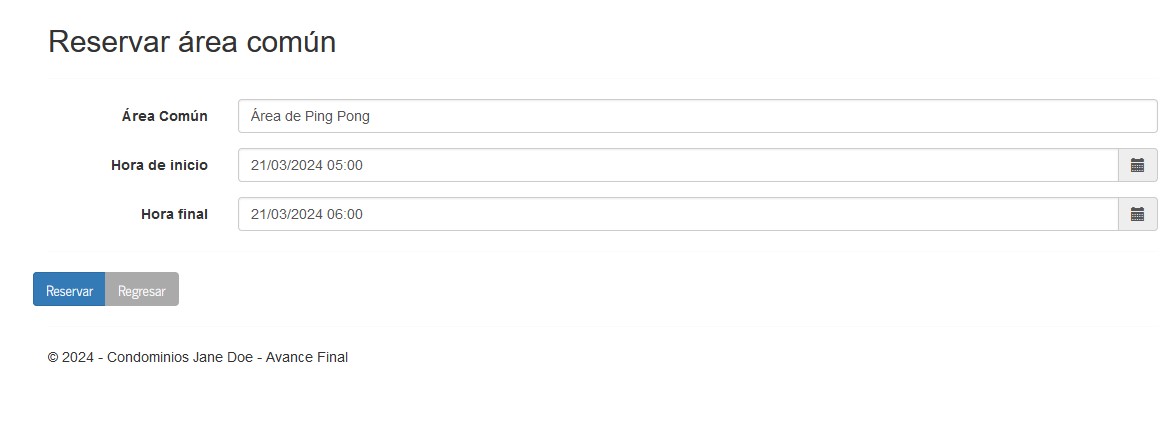 Reservar área común
Área Común Área de Ping Pong
Hora de inicio 21/03/2024 05:00
Hora final 21/03/2024 06:00
Reservar Regresar
© 2024 - Condominios Jane Doe - Avance Final